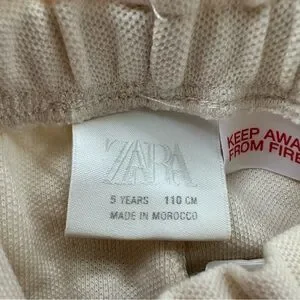 ZARA
5 YEARS 110 CM
MADE IN MOROCCO
KEEP AWA
FROM FIRE